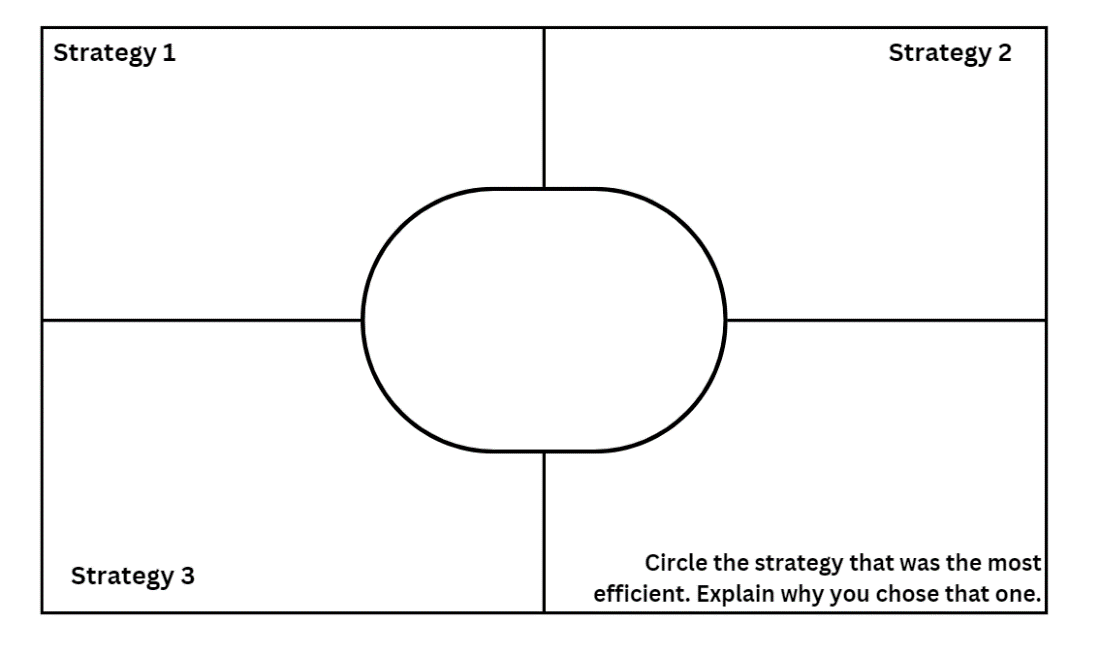 Strategy 1
Strategy 2
Strategy 3
Circle the strategy that was the most
efficient. Explain why you chose that one.